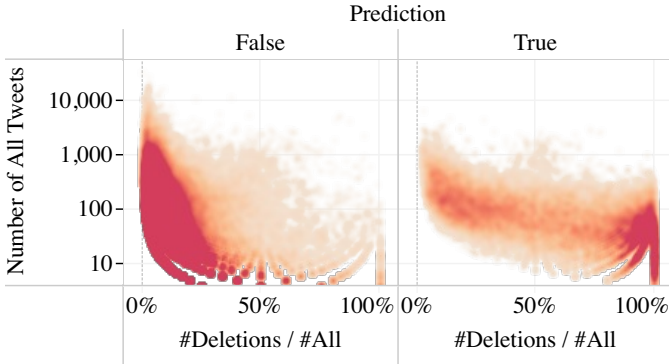 Prediction
False True
Number of All Tweets
10,000
1,000
100
10
0% 50% 100% 0% 50% 100%
#Deletions / #All #Deletions / #All